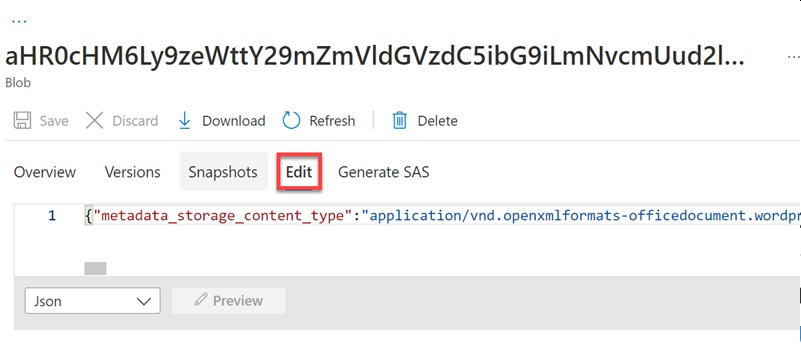 ...
aHR0cHM6Ly9zeWttY29mZmVldGVzdC5ibG9iLmNvcmUud2l...
...
Blob
Save Discard Download Refresh Delete
Overview Versions Snapshots Edit Generate SAS
1 {"metadata_storage_content_type":"application/vnd.openxmlformats-officedocument.wordpr
Json Preview